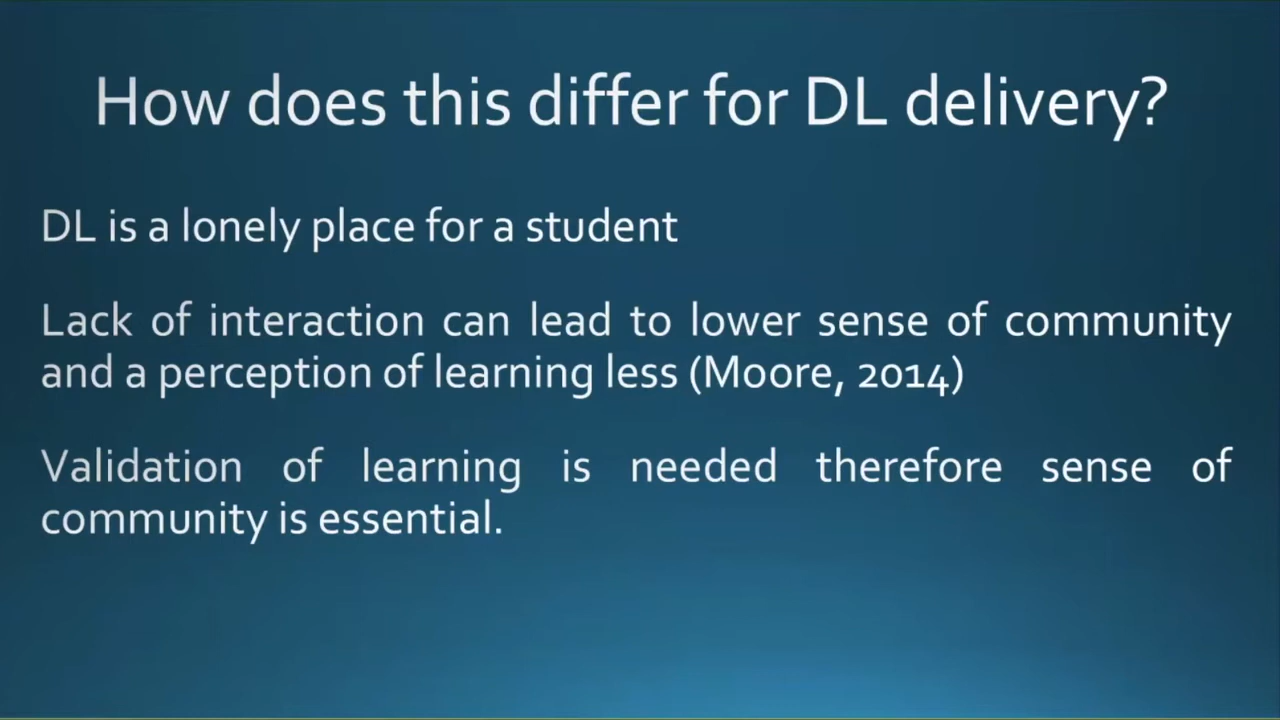 How does this differ for DL delivery?
DL is a lonely place for a student
Lack of interaction can lead to lower sense of community
and a perception of learning less (Moore, 2014)
Validation of learning is needed therefore sense of
community is essential.